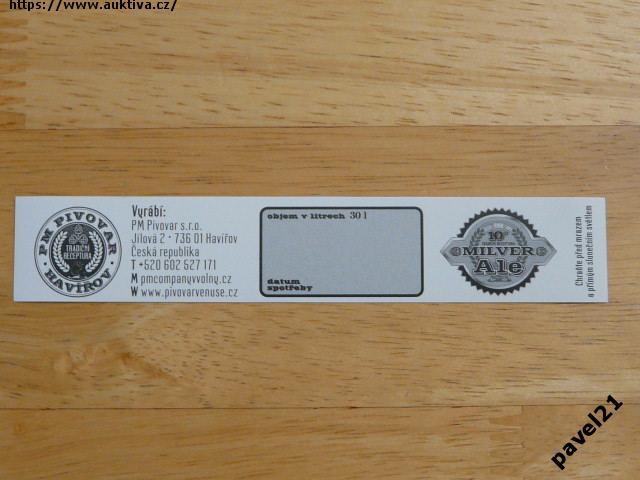 https://www.auktiva.cz/
PM PIVOVAR
TRADIČNÍ
RECEPTURA
HAVÍŘOV
Vyrábí:
PM Pivovar s.r.o.
Jílová 2 · 736 01 Havířov
Česká republika
T +520 602 527 171
M pmcompanyvvolny.cz
W www.pivovarvenuse.cz
objem v litrech 30 l
datum
spotřeby
10
MILVER
Ale
Chraňte před mrazem
a přímým slunečním světlem
pavel21